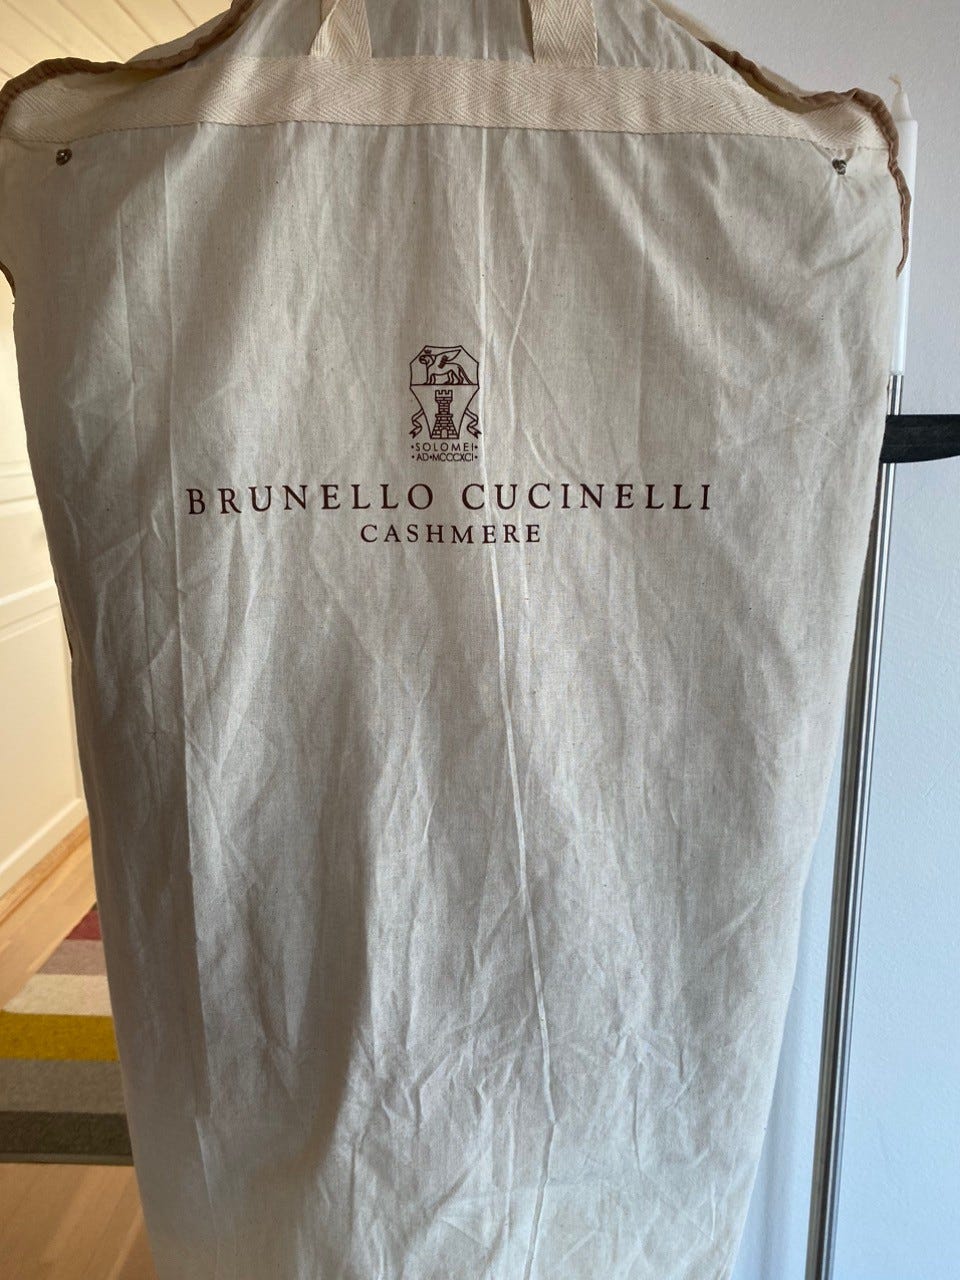 •SOLOMEI•
•AD•MCCCXCI•
BRUNELLO CUCINELLI
CASHMERE